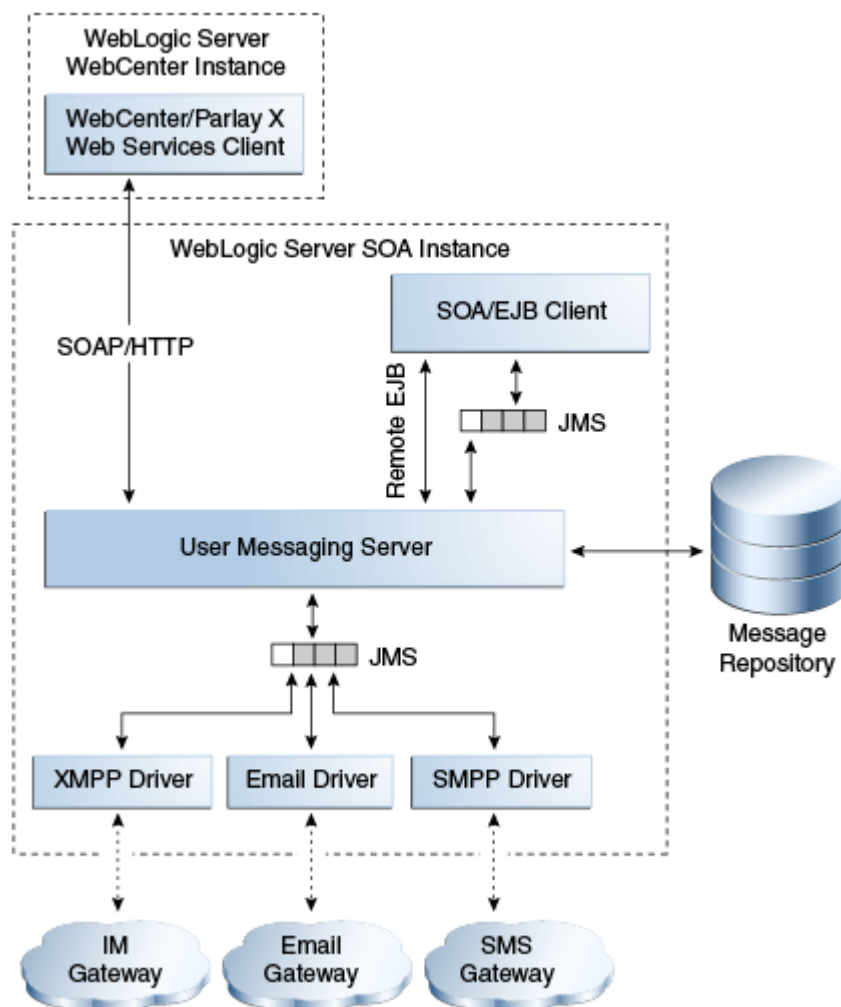 WebLogic Server
WebCenter Instance
WebCenter/Parlay X
Web Services Client
WebLogic Server SOA Instance
SOA/EJB Client
SOAP/HTTP
Remote EJB
JMS
User Messaging Server
Message
Repository
JMS
XMPP Driver
Email Driver
SMPP Driver
IM
Gateway
Email
Gateway
SMS
Gateway